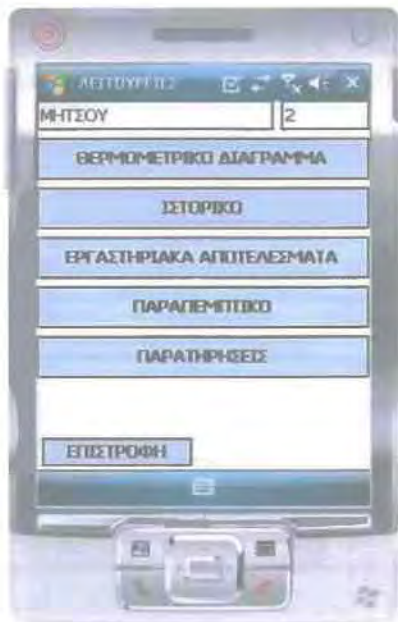 ΛΕΙΤΟΥΡΓΙΕΣ
ΜΗΤΣΟΥ 2
ΘΕΡΜΟΜΕΤΡΙΚΟ ΔΙΑΓΡΑΜΜΑ
ΙΣΤΟΡΙΚΟ
ΕΡΓΑΣΤΗΡΙΑΚΑ ΑΠΟΤΕΛΕΣΜΑΤΑ
ΠΑΡΑΠΕΜΠΤΙΚΟ
ΠΑΡΑΤΗΡΗΣΕΙΣ
ΕΠΙΣΤΡΟΦΗ